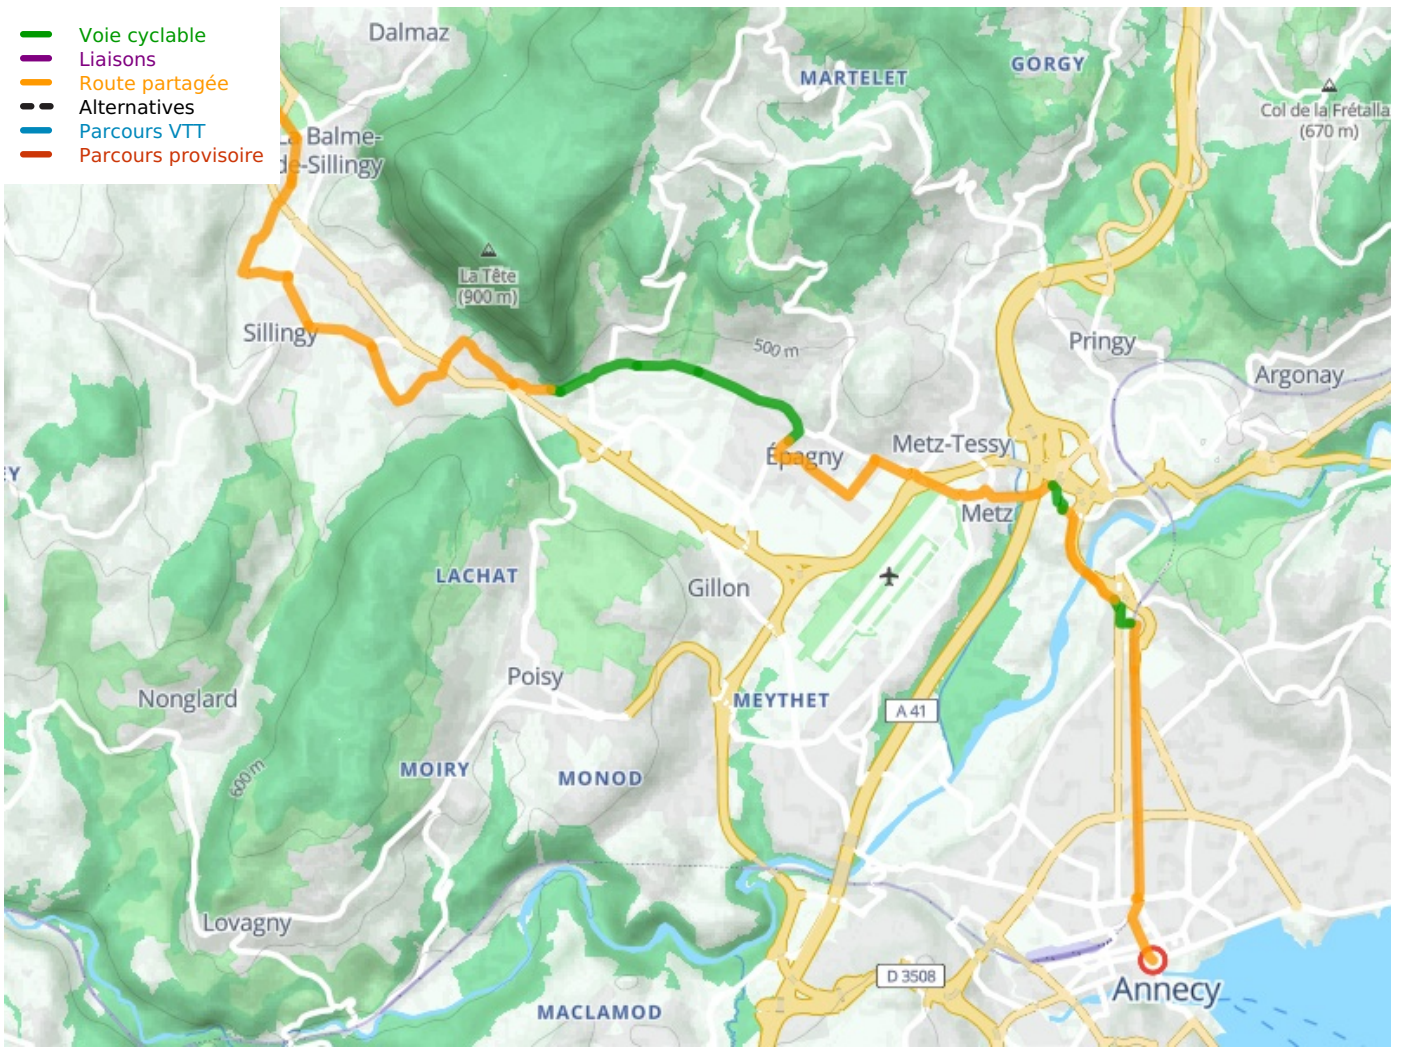 Voie cyclable
Liaisons
Route partagée
Alternatives
Parcours VTT
Parcours provisoire
Dalmaz
MARTELET
GORGY
Col de la Frétalla
(670 m)
La Balme-
de-Sillingy
La Tête
(900 m)
Sillingy
500 m
Pringy
Argonay
Épagny
Metz-Tessy
EY
Metz
LACHAT
Gillon
Poisy
Nonglard
MEYTHET
A 41
600 m
MOIRY
MONOD
Lovagny
D 3508
Annecy
MACLAMOD